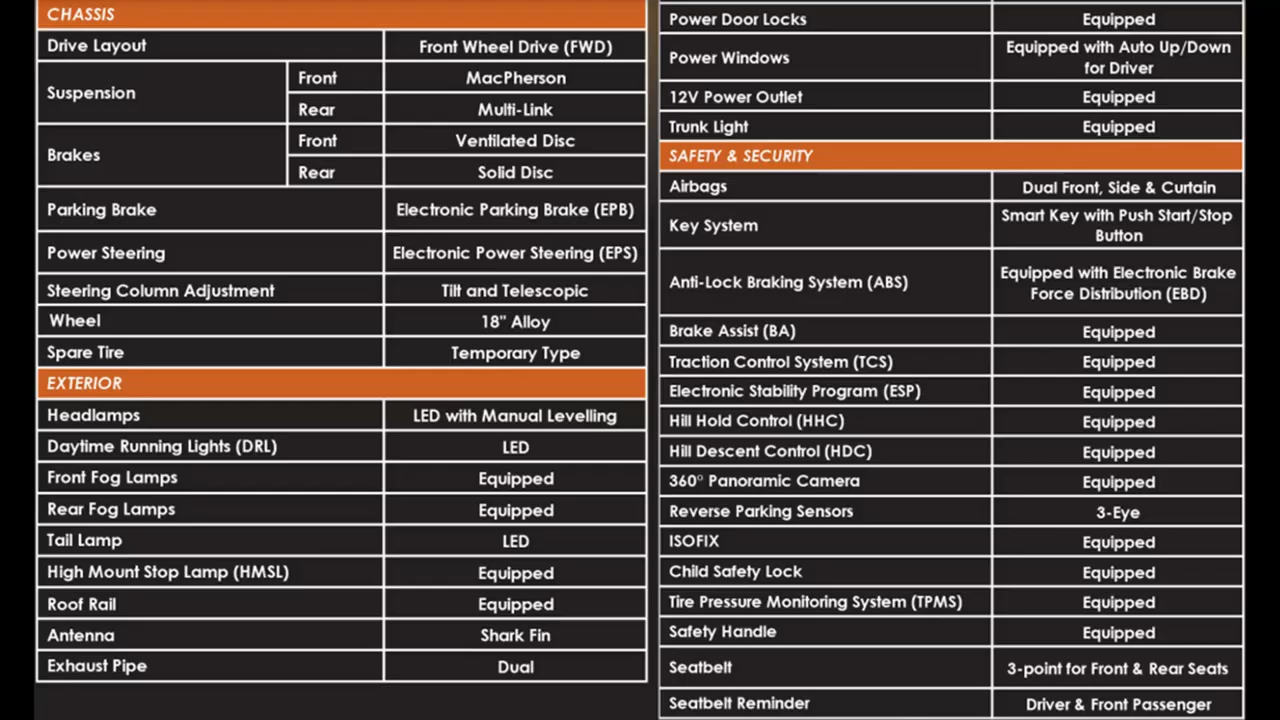 CHASSIS
Drive Layout Front Wheel Drive (FWD)
Suspension Front MacPherson
Rear Multi-Link
Brakes Front Ventilated Disc
Rear Solid Disc
Parking Brake Electronic Parking Brake (EPB)
Power Steering Electronic Power Steering (EPS)
Steering Column Adjustment Tilt and Telescopic
Wheel 18" Alloy
Spare Tire Temporary Type
EXTERIOR
Headlamps LED with Manual Levelling
Daytime Running Lights (DRL) LED
Front Fog Lamps Equipped
Rear Fog Lamps Equipped
Tail Lamp LED
High Mount Stop Lamp (HMSL) Equipped
Roof Rail Equipped
Antenna Shark Fin
Exhaust Pipe Dual
Power Door Locks Equipped
Power Windows Equipped with Auto Up/Down
for Driver
12V Power Outlet Equipped
Trunk Light Equipped
SAFETY & SECURITY
Airbags Dual Front, Side & Curtain
Key System Smart Key with Push Start/Stop
Button
Anti-Lock Braking System (ABS) Equipped with Electronic Brake
Force Distribution (EBD)
Brake Assist (BA) Equipped
Traction Control System (TCS) Equipped
Electronic Stability Program (ESP) Equipped
Hill Hold Control (HHC) Equipped
Hill Descent Control (HDC) Equipped
360° Panoramic Camera Equipped
Reverse Parking Sensors 3-Eye
ISOFIX Equipped
Child Safety Lock Equipped
Tire Pressure Monitoring System (TPMS) Equipped
Safety Handle Equipped
Seatbelt 3-point for Front & Rear Seats
Seatbelt Reminder Driver & Front Passenger